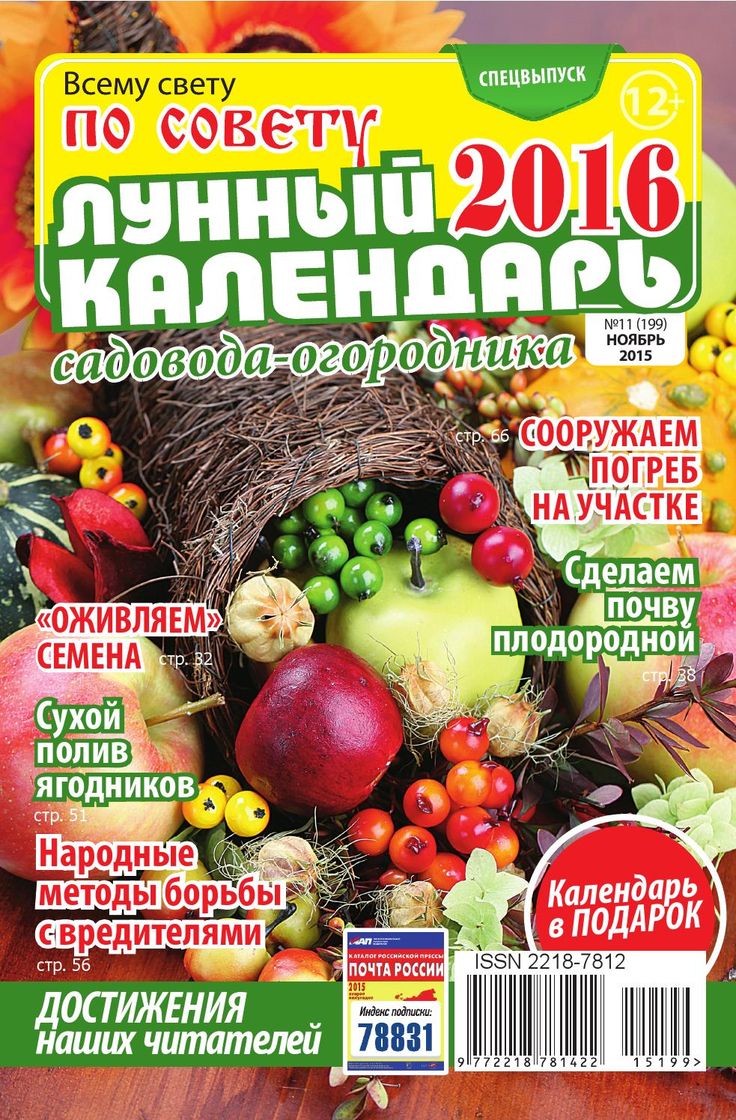 Всему свету
ПО СОВЕТУ
СПЕЦВЫПУСК
12+
ЛУННЫЙ 2016
КАЛЕНДАРЬ
садовода-огородника
№11 (199)
НОЯБРЬ
2015
стр. 66 СООРУЖАЕМ
ПОГРЕБ
НА УЧАСТКЕ
Сделаем
почву
плодородной
стр. 38
«ОЖИВЛЯЕМ»
СЕМЕНА стр. 32
Сухой
полив
ягодников
стр. 51
Народные
методы борьбы
с вредителями
стр. 56
Календарь
в ПОДАРОК
ДОСТИЖЕНИЯ
наших читателей
АП
КАТАЛОГ РОССИЙСКОЙ ПРЕССЫ
ПОЧТА РОССИИ
2015
второе
полугодие
Индекс подписки:
78831
ISSN 2218-7812
9 772218 781422
15199>